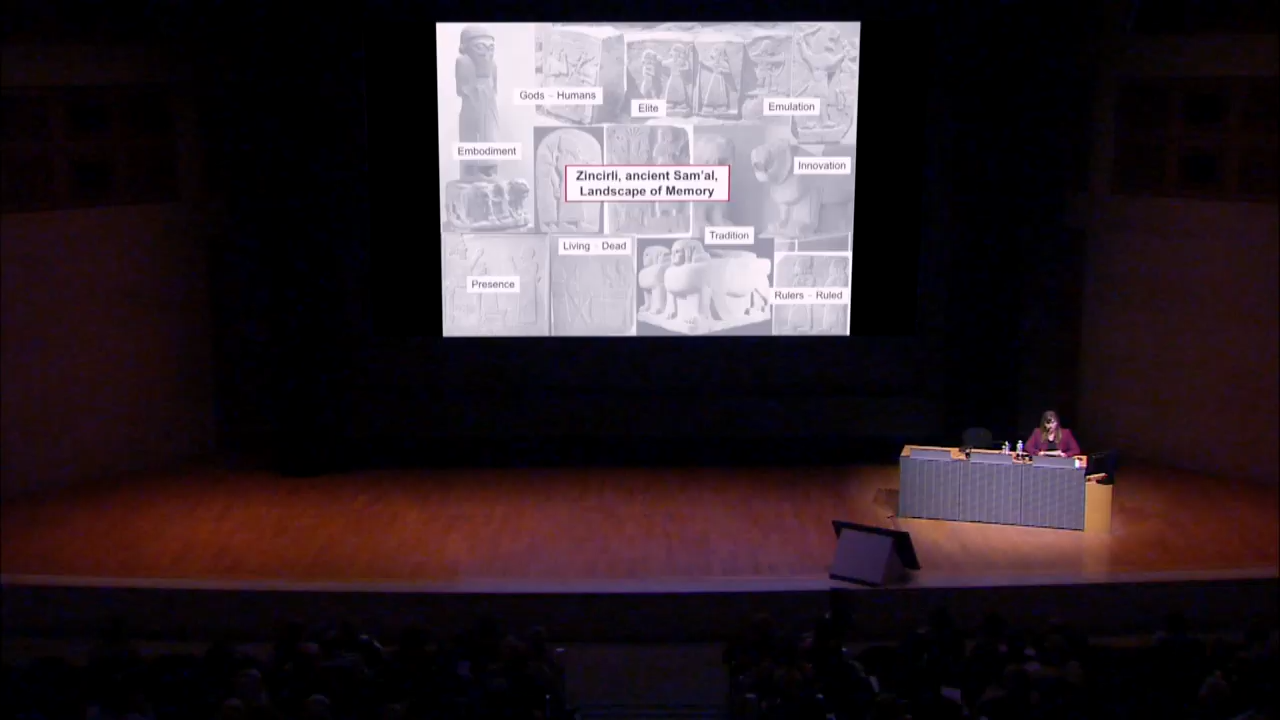 Gods – Humans
Elite
Emulation
Embodiment
Innovation
Zincirli, ancient Sam'al,
Landscape of Memory
Tradition
Living – Dead
Presence
Rulers – Ruled